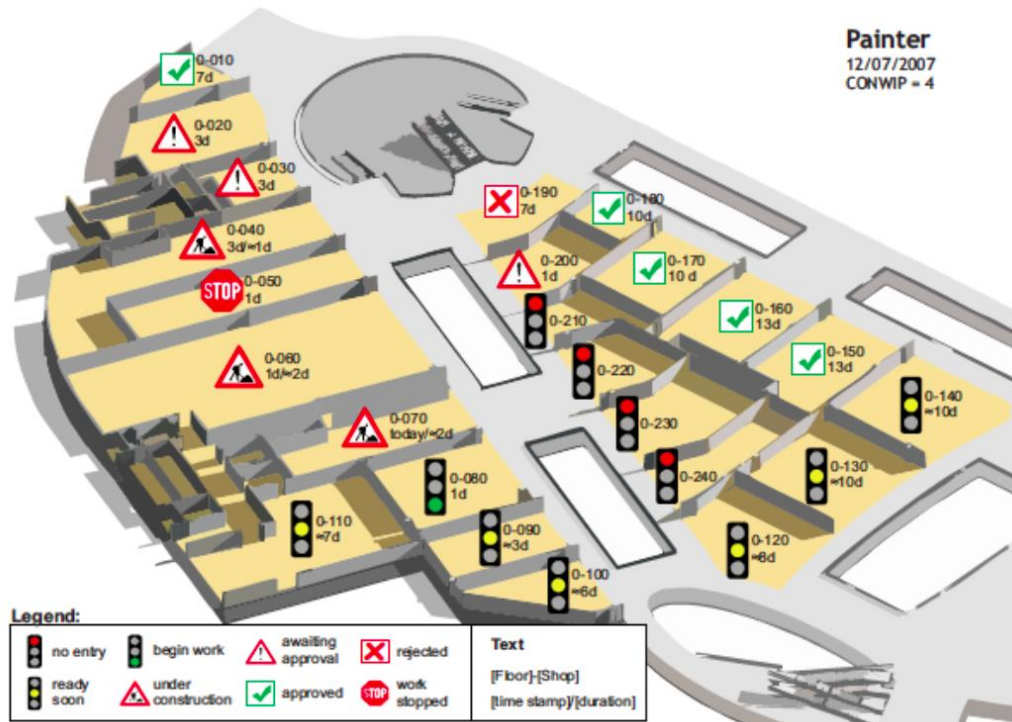 Painter
12/07/2007
CONWIP = 4
0-010
7d
0-020
3d
0-030
3d
0-040
3d/≈1d
STOP
0-050
1d
0-060
1d/≈2d
0-070
today/≈2d
0-080
1d
0-090
≈3d
0-100
≈6d
0-110
≈7d
0-190
7d
0-180
10d
0-200
1d
0-170
10 d
0-210
0-160
13d
0-220
0-150
13d
0-230
0-140
≈10d
0-240
0-130
≈10d
0-120
≈8d
Legend:
no entry
begin work
awaiting
approval
rejected
ready
soon
under
construction
approved
STOP
work
stopped
Text
[Floor]-[Shop]
[time stamp]/[duration]